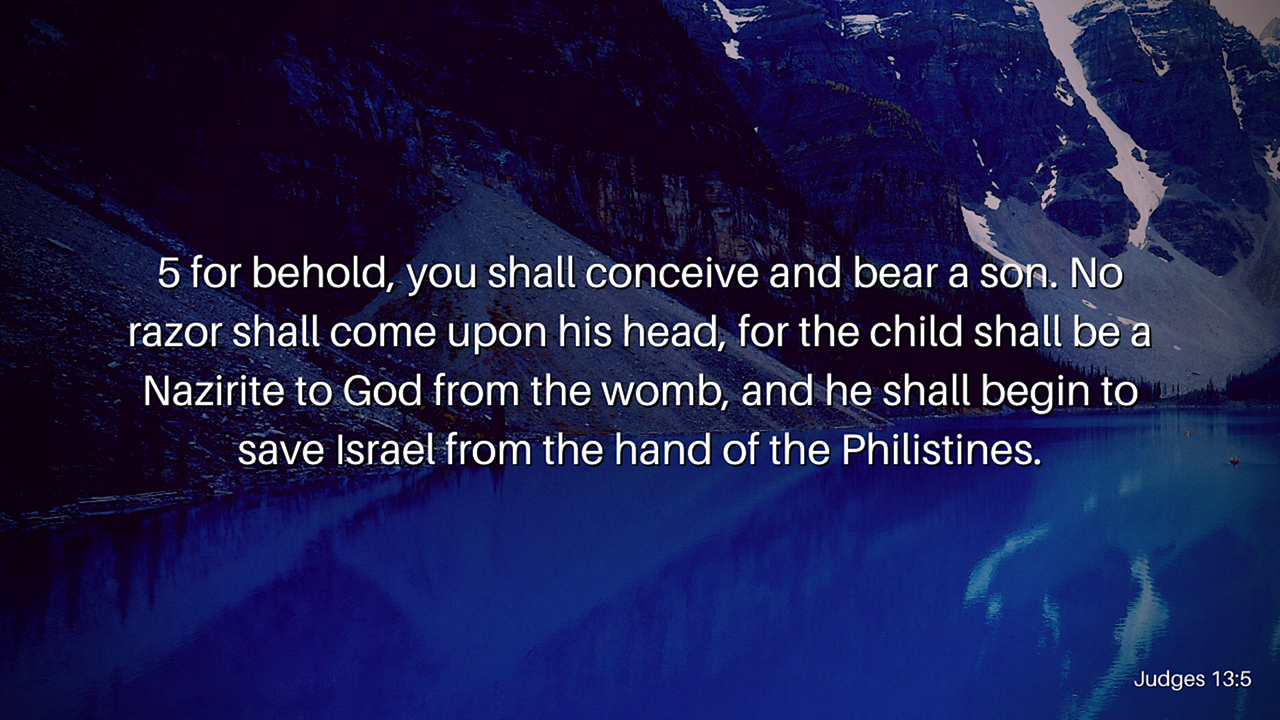 5 for behold, you shall conceive and bear a son. No
razor shall come upon his head, for the child shall be a
Nazirite to God from the womb, and he shall begin to
save Israel from the hand of the Philistines.
Judges 13:5